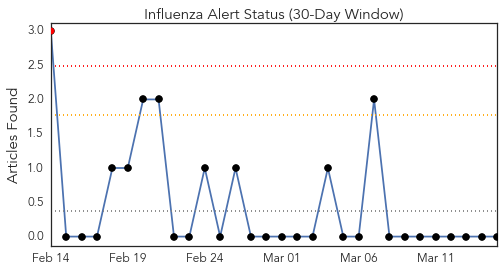 Influenza Alert Status (30-Day Window)
Articles Found
3.0
2.5
2.0
1.5
1.0
0.5
0.0
Feb 14 Feb 19 Feb 24 Mar 01 Mar 06 Mar 11